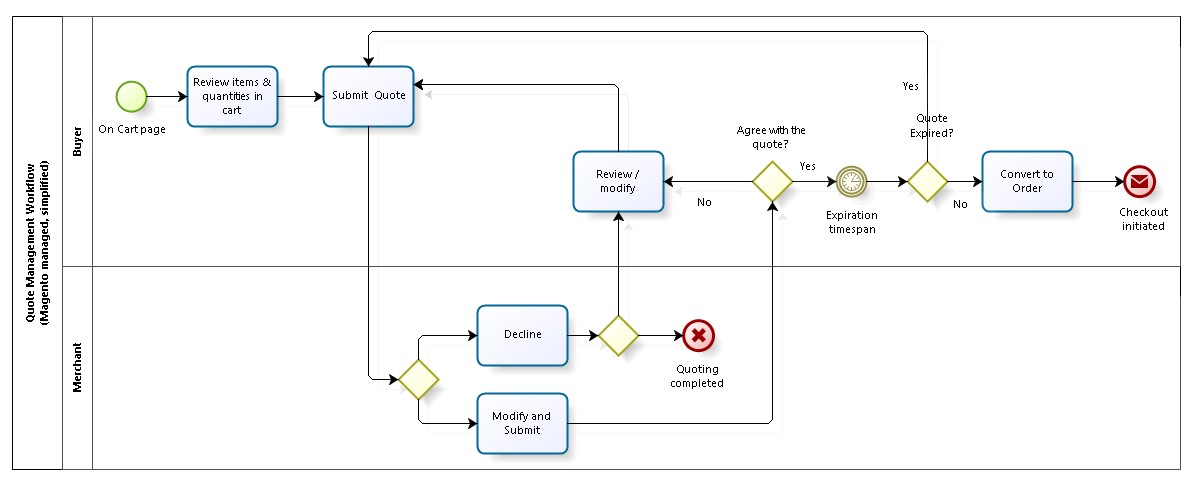 Quote Management Workflow
(Magento managed, simplified)
Buyer
On Cart page
Review items &
quantities in
cart
Submit Quote
Review /
modify
No
Agree with the
quote?
Yes
Expiration
timespan
Yes
Quote
Expired?
No
Convert to
Order
Checkout
initiated
Merchant
Decline
Quoting
completed
Modify and
Submit